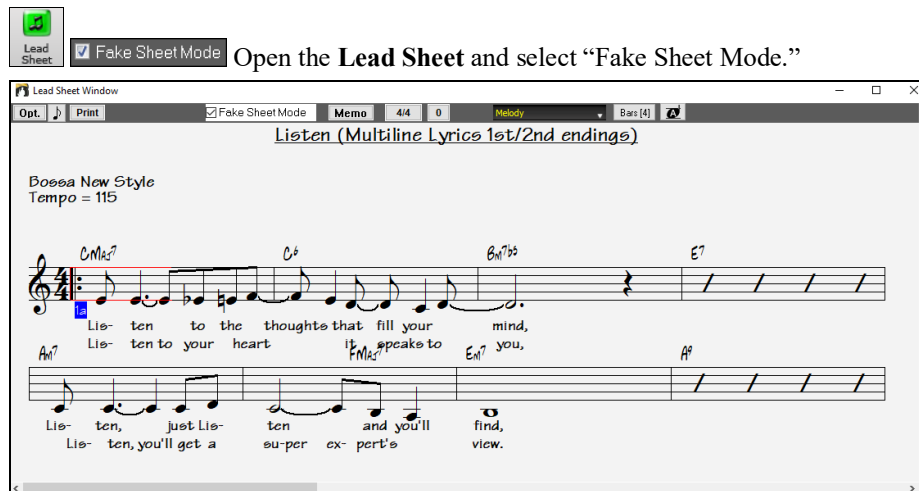 Lead
Sheet
Fake Sheet Mode Open the Lead Sheet and select “Fake Sheet Mode.”
Lead Sheet Window
Opt. Print Fake Sheet Mode Memo 4/4 0 Melody Bars [4]
Listen (Multiline Lyrics 1st/2nd endings)
Bossa New Style
Tempo = 115
CMAJ7 C6 Bm7b5 E7
4/4
1a
Lis- ten to the thoughts that fill your mind,
Lis- ten to your heart it speaks to you,
Am7 FMAJ7 Em7 A9
Lis- ten, just Lis- ten and you'll find,
Lis- ten, you'll get a su-per ex- pert's view.